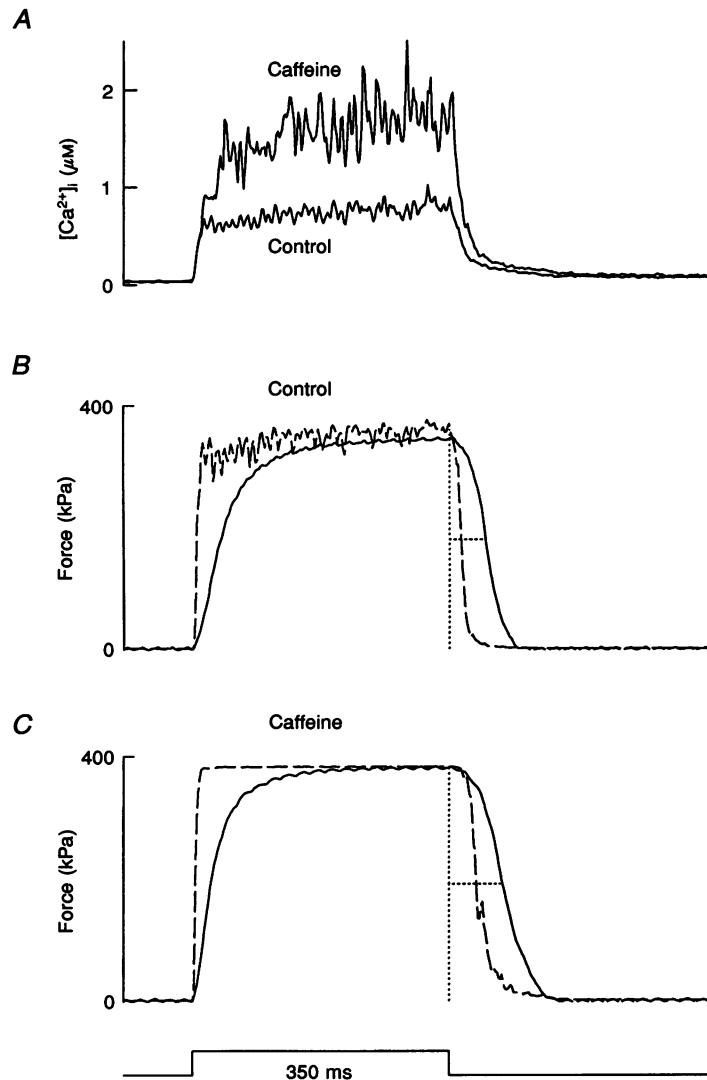 A
Caffeine
2
1
0
[Ca²⁺]ᵢ (μM)
Control
B
Control
400
0
Force (kPa)
C
Caffeine
400
0
Force (kPa)
350 ms